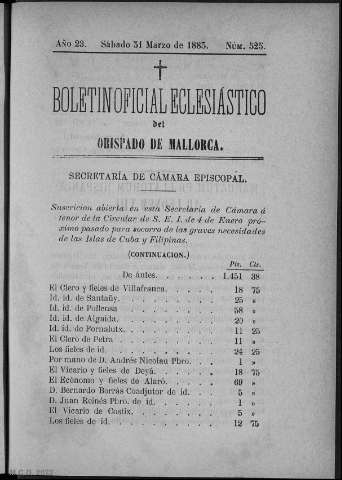 Año 23. Sábado 31 Marzo de 1883. Núm. 525.
BOLETIN OFICIAL ECLESIÁSTICO
del
OBISPADO DE MALLORCA.
SECRETARÍA DE CÁMARA EPISCOPAL.
Suscricion abierta en esta Secretaría de Cámara á
tenor de la Circular de S. E. I. de 4 de Enero pró-
ximo pasado para socorro de las graves necesidades
de las Islas de Cuba y Filipinas.
(CONTINUACION.)
Pts. Cts.
De ántes. . . . . . . 1.451 38
El Clero y fieles de Villafranca. . . . . . 18 75
Id. id. de Santañy. . . . . . . . 25 »
Id. id. de Pollensa . . . . . . . 58 »
Id. id. de Algaida. . . . . . . . 20 »
Id. id. de Fornalutx. . . . . . . 11 25
El Clero de Petra . . . . . . . . 11 »
Los fieles de id. . . . . . . . . 24 25
Por mano de D. Andrés Nicolau Pbro. . . . 1 »
El Vicario y fieles de Deyá. . . . . . . 18 75
El Ecónomo y fieles de Alaró. . . . . . 69 »
D. Bernardo Borrás Coadjutor de id. . . . 5 »
D. Juan Reinés Pbro. de id. . . . . . . 1 »
El Vicario de Costix. . . . . . . . 5 »
Los fieles de id. . . . . . . . . 12 75